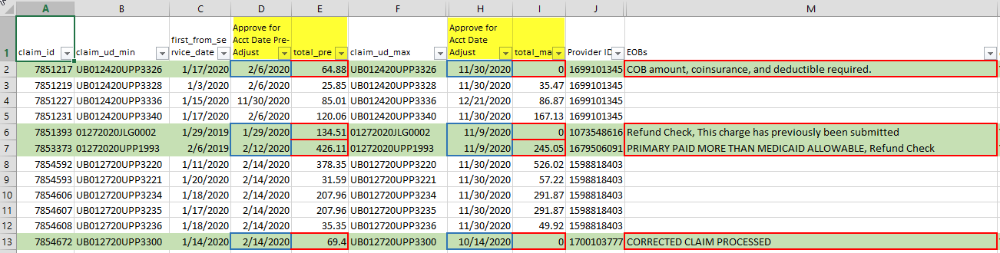 A B C D E F H I J M
1 claim_id claim_ud_min first_from_se rvice_date Approve for Acct Date Pre- Adjust total_pre claim_ud_max Approve for Acct Date Adjust total_ma Provider ID EOBs
2 7851217 UB012420UPP3326 1/17/2020 2/6/2020 64.88 UB012420UPP3326 11/30/2020 0 1699101345 COB amount, coinsurance, and deductible required.
3 7851219 UB012420UPP3328 1/3/2020 2/6/2020 25.85 UB012420UPP3328 11/30/2020 35.47 1699101345
4 7851227 UB012420UPP3336 1/15/2020 11/30/2020 85.01 UB012420UPP3336 12/21/2020 86.87 1699101345
5 7851231 UB012420UPP3340 1/17/2020 2/6/2020 120.06 UB012420UPP3340 11/30/2020 167.13 1699101345
6 7851393 01272020JLG0002 1/29/2019 1/29/2020 134.51 01272020JLG0002 11/9/2020 0 1073548616 Refund Check, This charge has previously been submitted
7 7853373 01272020UPP1993 2/6/2019 2/12/2020 426.11 01272020UPP1993 11/9/2020 245.05 1679506091 PRIMARY PAID MORE THAN MEDICAID ALLOWABLE, Refund Check
8 7854592 UB012720UPP3220 1/11/2020 2/14/2020 378.35 UB012720UPP3220 11/30/2020 526.02 1598818403
9 7854593 UB012720UPP3221 1/20/2020 2/14/2020 31.59 UB012720UPP3221 11/30/2020 57.22 1598818403
10 7854606 UB012720UPP3234 1/18/2020 2/14/2020 207.96 UB012720UPP3234 11/30/2020 291.87 1598818403
11 7854607 UB012720UPP3235 1/17/2020 2/14/2020 207.96 UB012720UPP3235 11/30/2020 291.87 1598818403
12 7854608 UB012720UPP3236 1/18/2020 2/14/2020 35.35 UB012720UPP3236 11/30/2020 49.92 1598818403
13 7854672 UB012720UPP3300 1/14/2020 2/14/2020 69.4 UB012720UPP3300 10/14/2020 0 1700103777 CORRECTED CLAIM PROCESSED